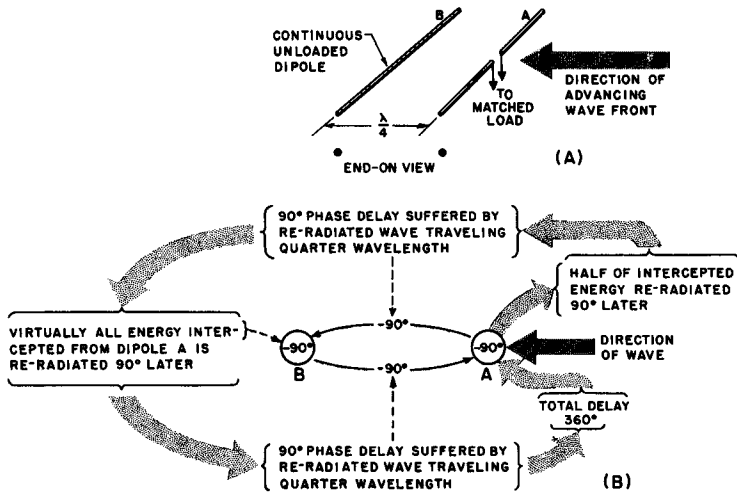 B
A
CONTINUOUS
UNLOADED
DIPOLE
TO
MATCHED
LOAD
DIRECTION OF
ADVANCING
WAVE FRONT
λ
4
END-ON VIEW
(A)
90° PHASE DELAY SUFFERED BY
RE-RADIATED WAVE TRAVELING
QUARTER WAVELENGTH
HALF OF INTERCEPTED
ENERGY RE-RADIATED
90° LATER
VIRTUALLY ALL ENERGY INTER-
CEPTED FROM DIPOLE A IS
RE-RADIATED 90° LATER
-90°
-90°
B
-90°
-90°
A
DIRECTION
OF WAVE
TOTAL DELAY
360°
90° PHASE DELAY SUFFERED BY
RE-RADIATED WAVE TRAVELING
QUARTER WAVELENGTH
(B)